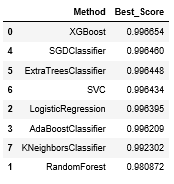 Method Best_Score
0 XGBoost 0.996654
4 SGDClassifier 0.996460
5 ExtraTreesClassifier 0.996448
6 SVC 0.996434
2 LogisticRegression 0.996395
3 AdaBoostClassifier 0.996209
7 KNeighborsClassifier 0.992302
1 RandomForest 0.980872